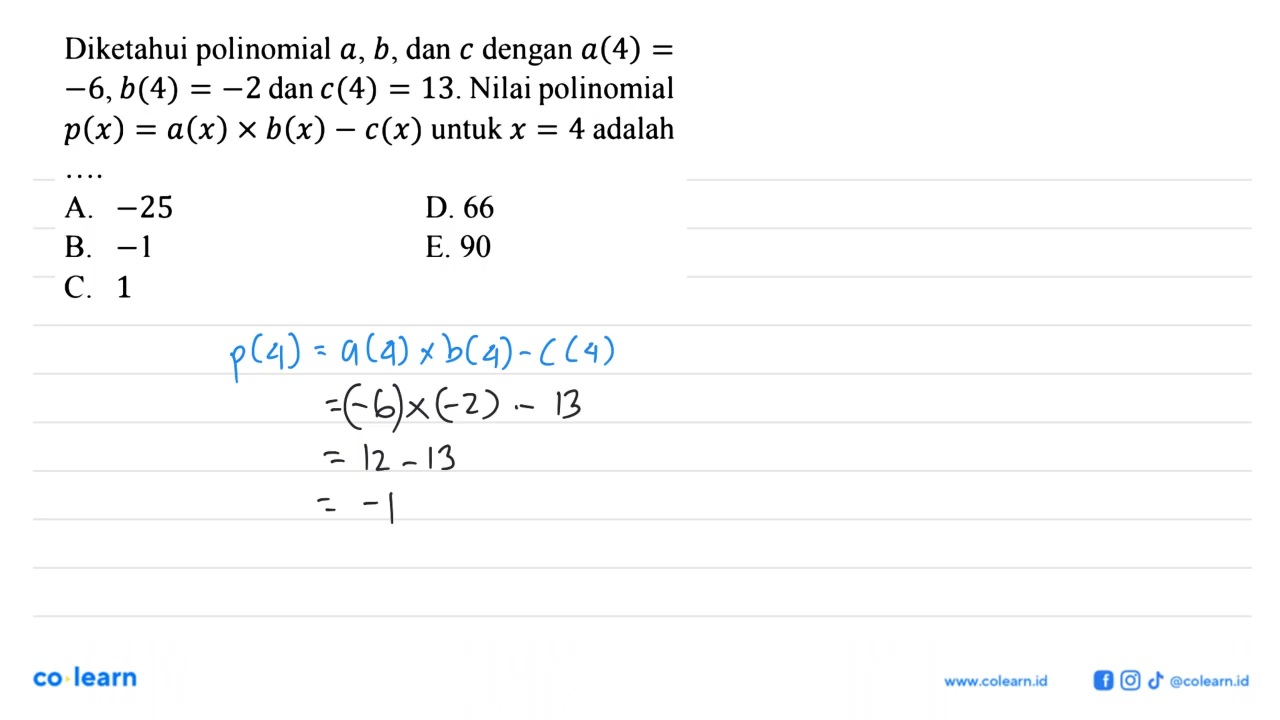 Diketahui polinomial a, b, dan c dengan a(4) =
−6, b(4) = −2 dan c(4) = 13. Nilai polinomial
p(x) = a(x) × b(x) − c(x) untuk x = 4 adalah
....
A. −25
B. −1
C. 1
D. 66
E. 90
p(4) = a(4) × b(4) - c(4)
= (-6) × (-2) - 13
= 12 - 13
= -1
co·learn
www.colearn.id
@colearn.id